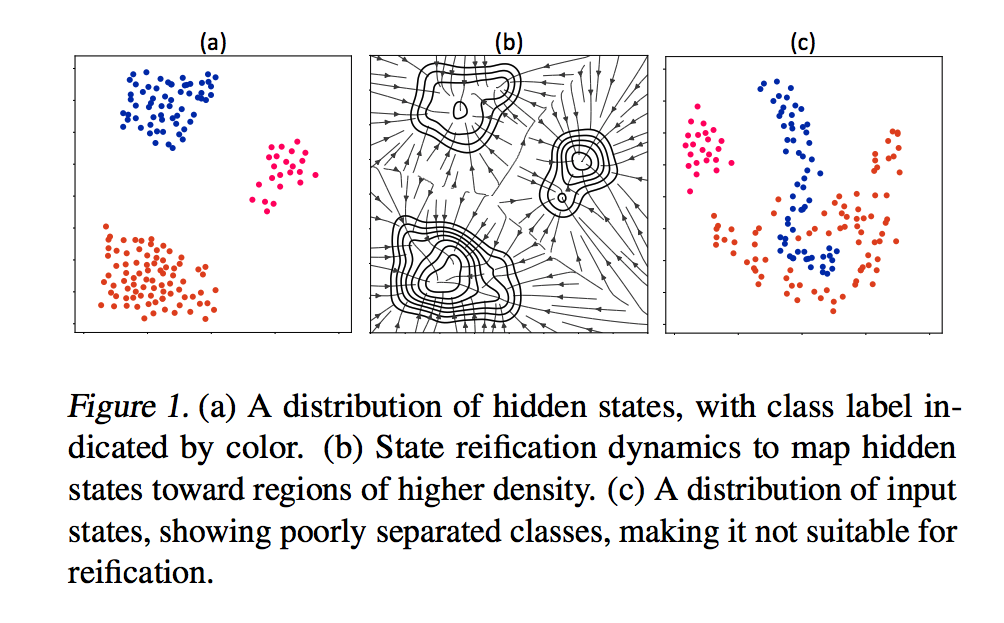 (a) (b) (c)
Figure 1. (a) A distribution of hidden states, with class label in-
dicated by color. (b) State reification dynamics to map hidden
states toward regions of higher density. (c) A distribution of input
states, showing poorly separated classes, making it not suitable for
reification.